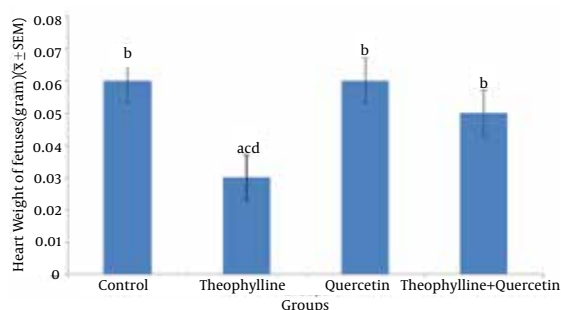 Heart Weight of fetuses(gram)(x̄±SEM)
0.08
0.07
0.06
0.05
0.04
0.03
0.02
0.01
0
b
acd
b
b
Control Theophylline Quercetin Theophylline+Quercetin
Groups